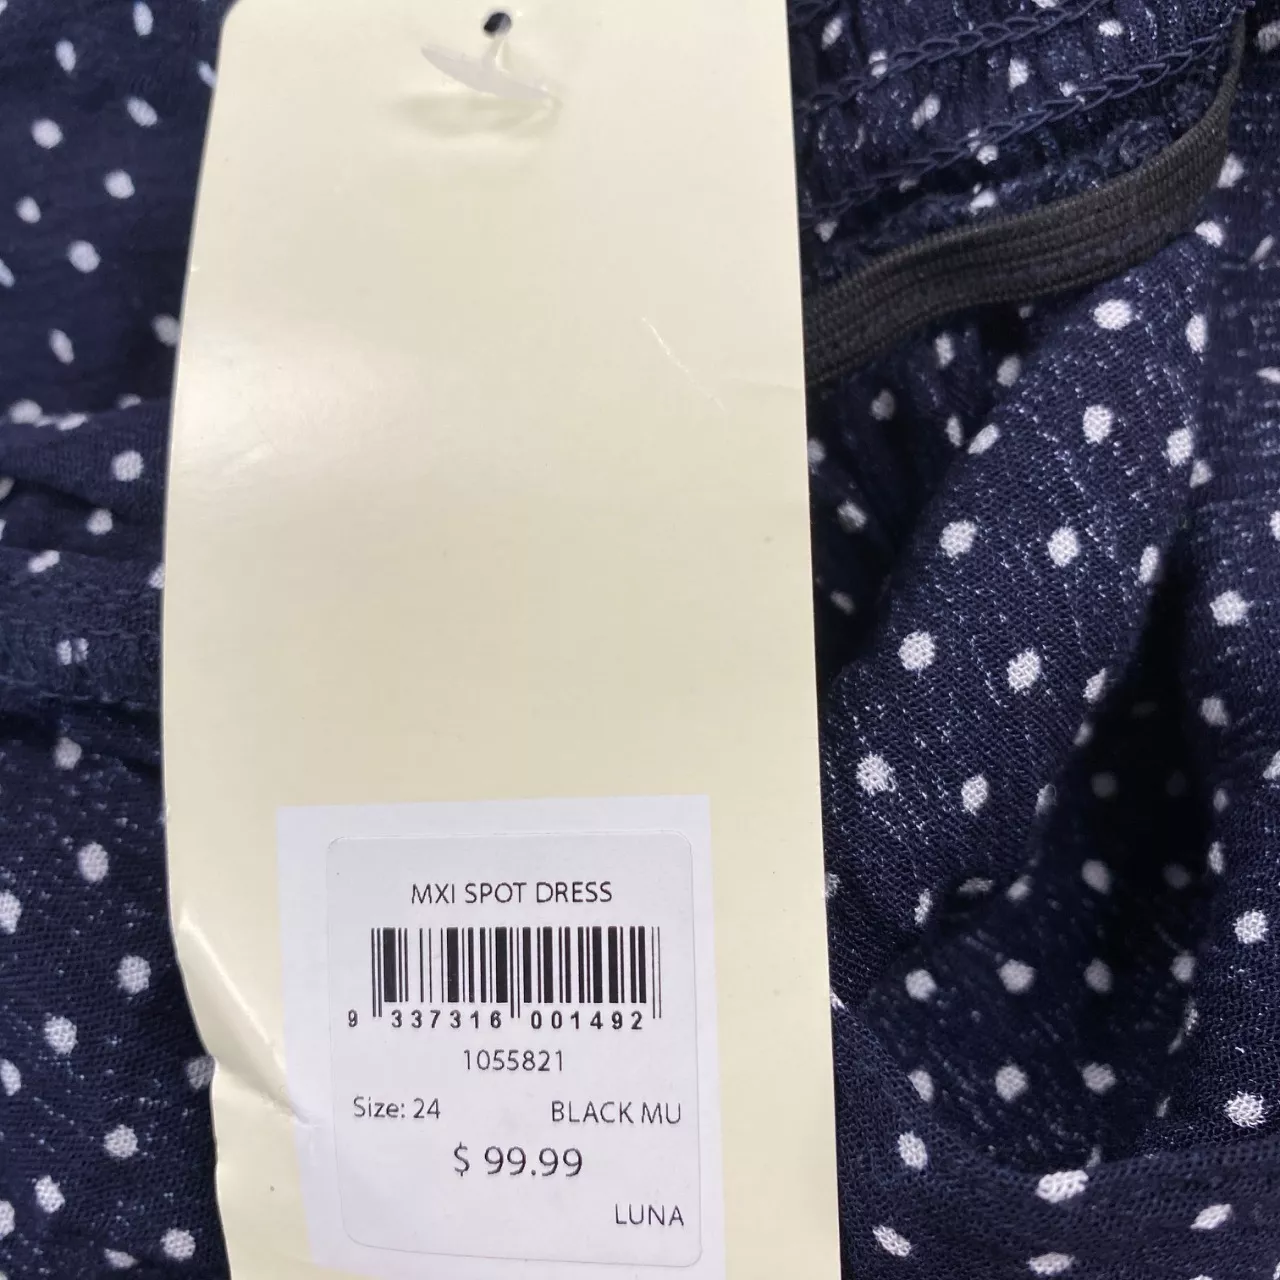 MXI SPOT DRESS
9 337316 001492
1055821
Size: 24 BLACK MU
$ 99.99
LUNA